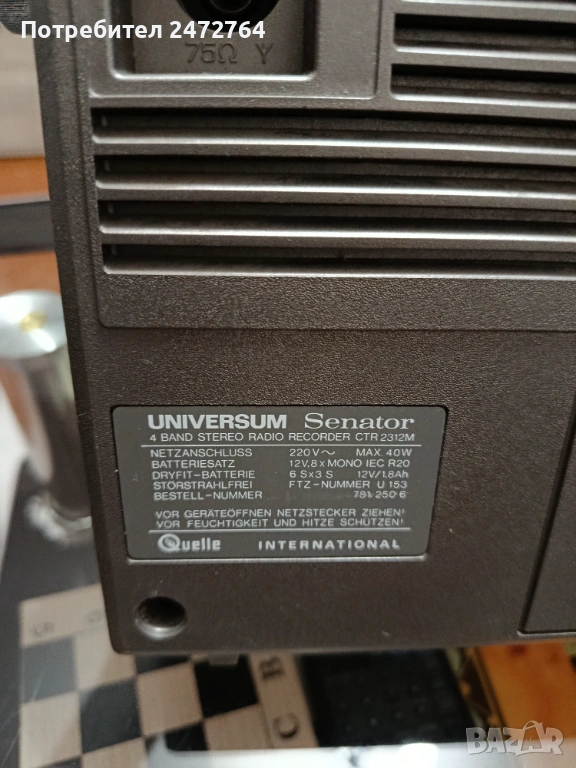 Потребител 2472764
75Ω Y
UNIVERSUM Senator
4 BAND STEREO RADIO RECORDER CTR 2312M
NETZANSCHLUSS 220V~ MAX. 40W
BATTERIESATZ 12V, 8 x MONO IEC R20
DRYFIT-BATTERIE 6 S x 3 S 12V/1,8Ah
STÖRSTRAHLFREI FTZ-NUMMER U 153
BESTELL-NUMMER 781 250 6
VOR GERÄTEÖFFNEN NETZSTECKER ZIEHEN!
VOR FEUCHTIGKEIT UND HITZE SCHÜTZEN!
Quelle INTERNATIONAL
C B
BAZAR